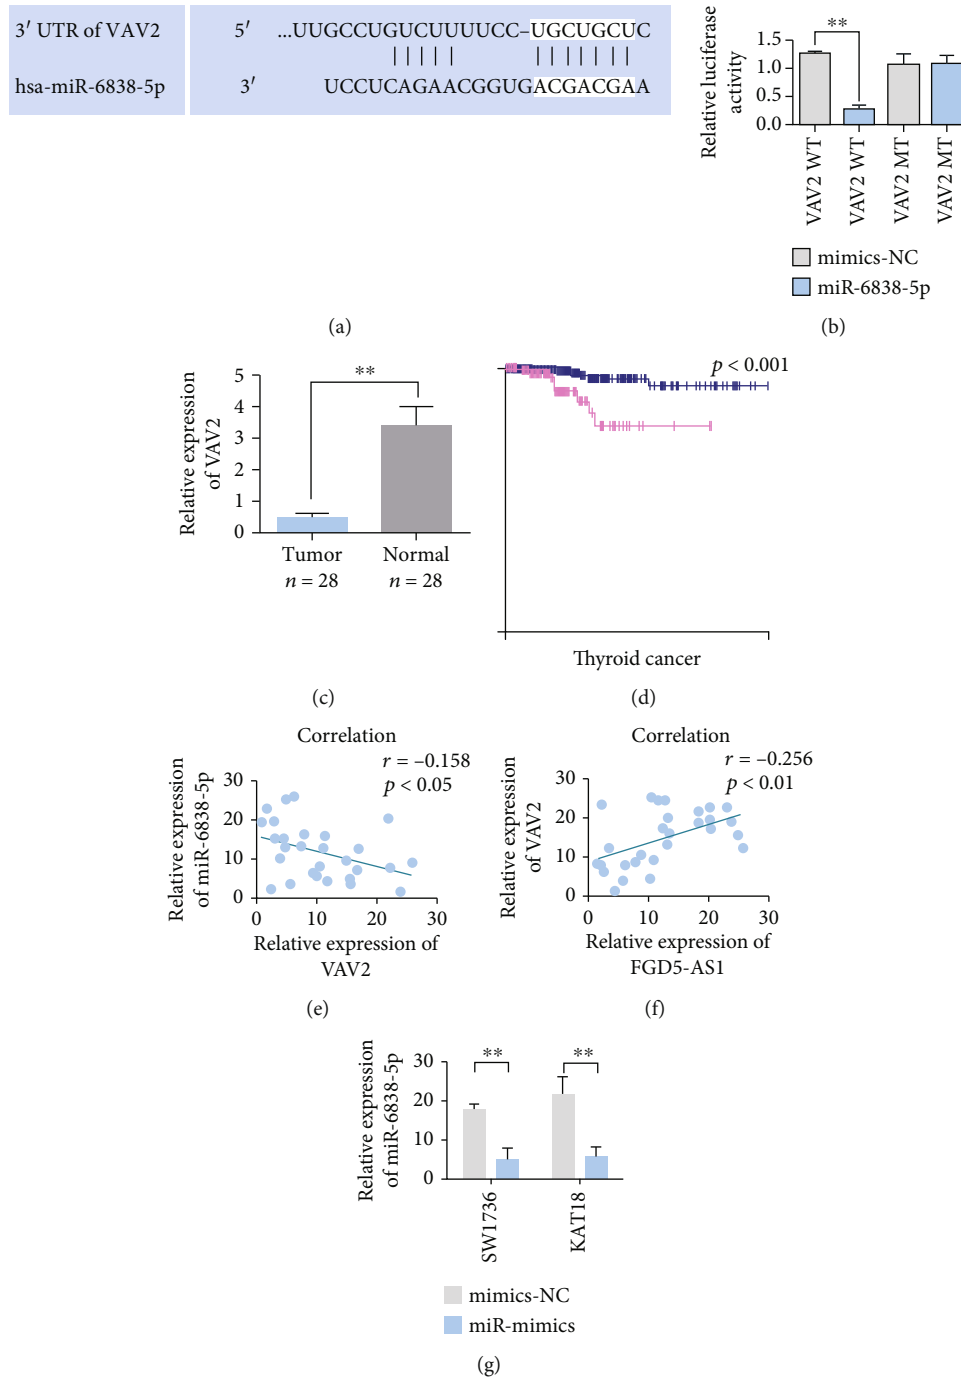 3′ UTR of VAV2 5′ ...UUGCCUGUCUUUUUCC–UGCUGCUC
hsa-miR-6838-5p 3′ UCCUCAGAACGGUGACGACGAA
(a)
Relative luciferase
activity
1.5
1.0
0.5
0.0
**
VAV2 WT
VAV2 WT
VAV2 MT
VAV2 MT
mimics-NC
miR-6838-5p
(b)
Relative expression
of VAV2
5
4
3
2
1
0
**
Tumor
n = 28
Normal
n = 28
(c)
p < 0.001
Thyroid cancer
(d)
Correlation
r = –0.158
p < 0.05
Relative expression
of miR-6838-5p
30
20
10
0
0 10 20 30
Relative expression of
VAV2
(e)
Correlation
r = –0.256
p < 0.01
Relative expression
of VAV2
30
20
10
0
0 10 20 30
Relative expression of
FGD5-AS1
(f)
Relative expression
of miR-6838-5p
30
20
10
0
** **
SW1736
KAT18
mimics-NC
miR-mimics
(g)